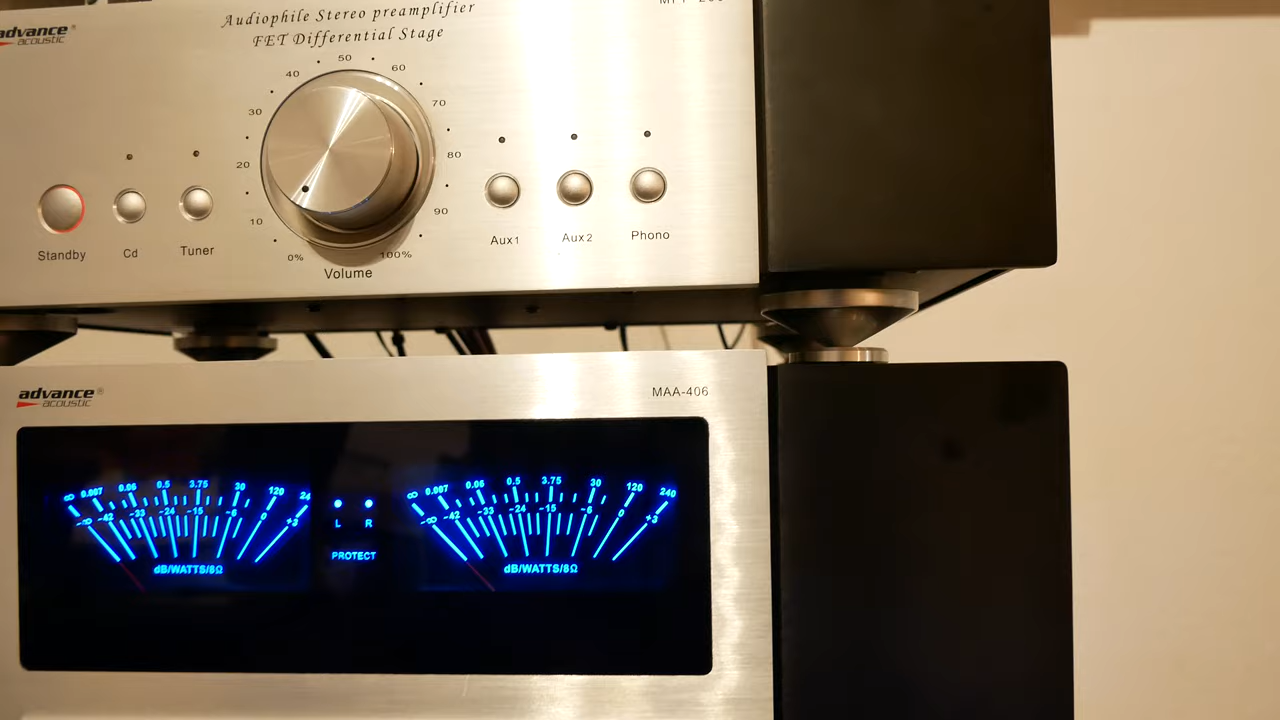 advance®
acoustic
Audiophile Stereo preamplifier
FET Differential Stage
0% 10 20 30 40 50 60 70 80 90 100%
Standby Cd Tuner Volume Aux1 Aux2 Phono
advance®
acoustic
MAA-406
∞ 0.007 0.06 0.5 3.75 30 120 24
-∞ -42 -33 -24 -15 -6 0 +3
dB/WATTS/8Ω
L R
PROTECT
∞ 0.007 0.06 0.5 3.75 30 120 240
-∞ -42 -33 -24 -15 -6 0 +3
dB/WATTS/8Ω